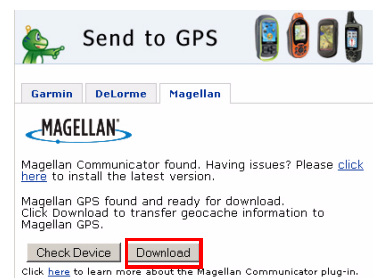 Send to GPS
Garmin DeLorme Magellan
MAGELLAN
Magellan Communicator found. Having issues? Please click
here to install the latest version.
Magellan GPS found and ready for download.
Click Download to transfer geocache information to
Magellan GPS.
Check Device Download
Click here to learn more about the Magellan Communicator plug-in.